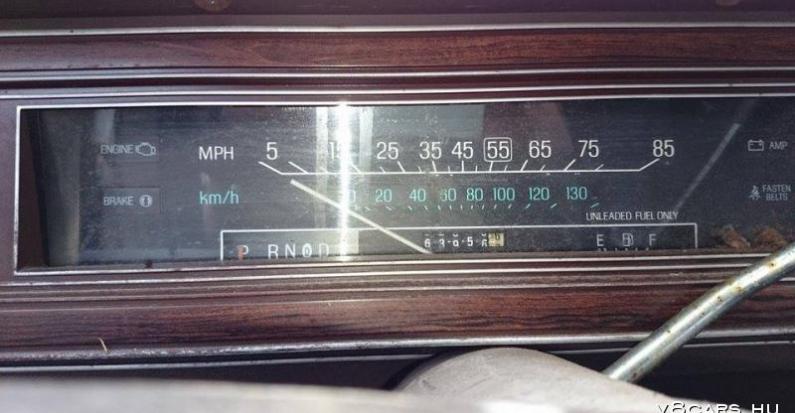 ENGINE
MPH 5 15 25 35 45 55 65 75 85
AMP
BRAKE
km/h 20 40 60 80 100 120 130
FASTEN
BELTS
UNLEADED FUEL ONLY
P R N O D
E F
V8CARS.HU